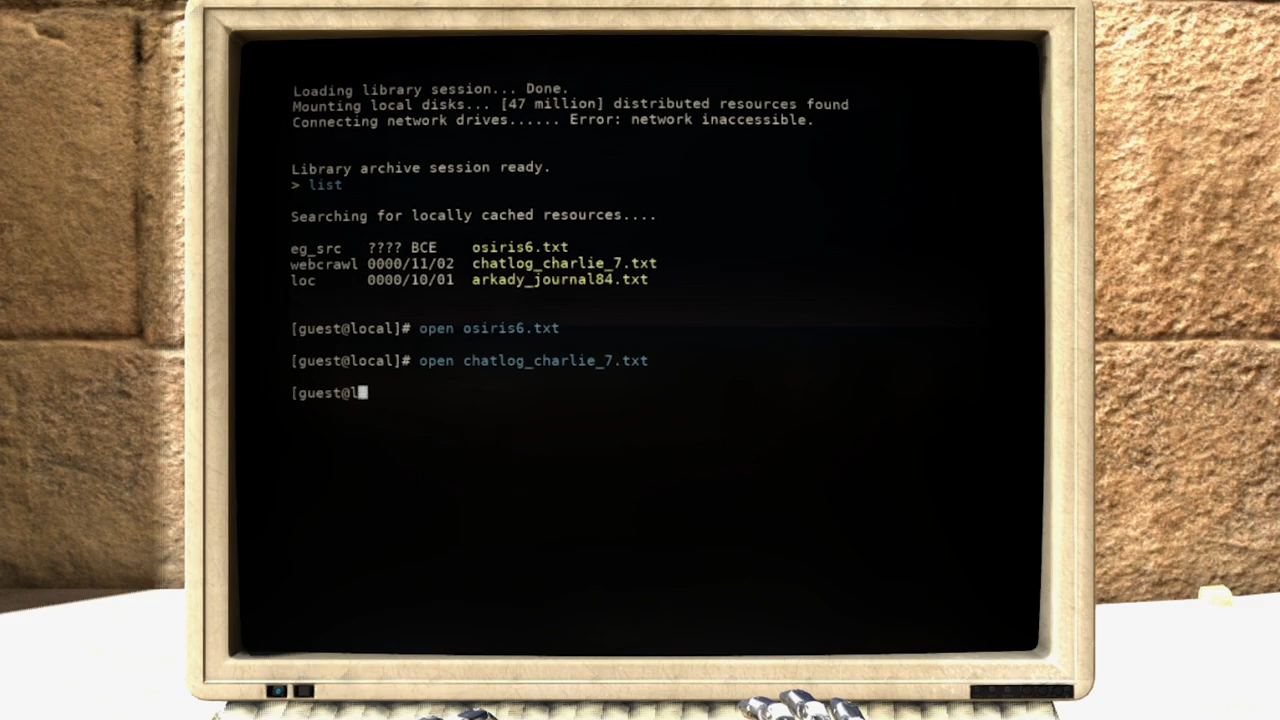 Loading library session... Done.
Mounting local disks... [47 million] distributed resources found
Connecting network drives...... Error: network inaccessible.
Library archive session ready.
> list
Searching for locally cached resources....
eg_src ???? BCE osiris6.txt
webcrawl 0000/11/02 chatlog_charlie_7.txt
loc 0000/10/01 arkady_journal84.txt
[guest@local]# open osiris6.txt
[guest@local]# open chatlog_charlie_7.txt
[guest@l